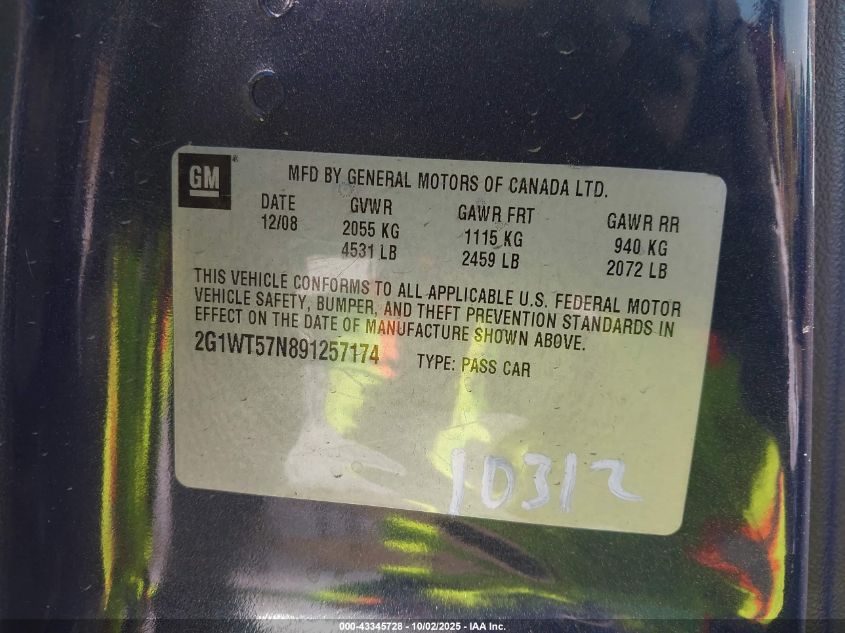 GM
MFD BY GENERAL MOTORS OF CANADA LTD.
DATE GVWR GAWR FRT GAWR RR
12/08 2055 KG 1115 KG 940 KG
4531 LB 2459 LB 2072 LB
THIS VEHICLE CONFORMS TO ALL APPLICABLE U.S. FEDERAL MOTOR
VEHICLE SAFETY, BUMPER, AND THEFT PREVENTION STANDARDS IN
EFFECT ON THE DATE OF MANUFACTURE SHOWN ABOVE.
2G1WT57N891257174 TYPE: PASS CAR
10312
000-43345728 - 10/02/2025 - IAA Inc.